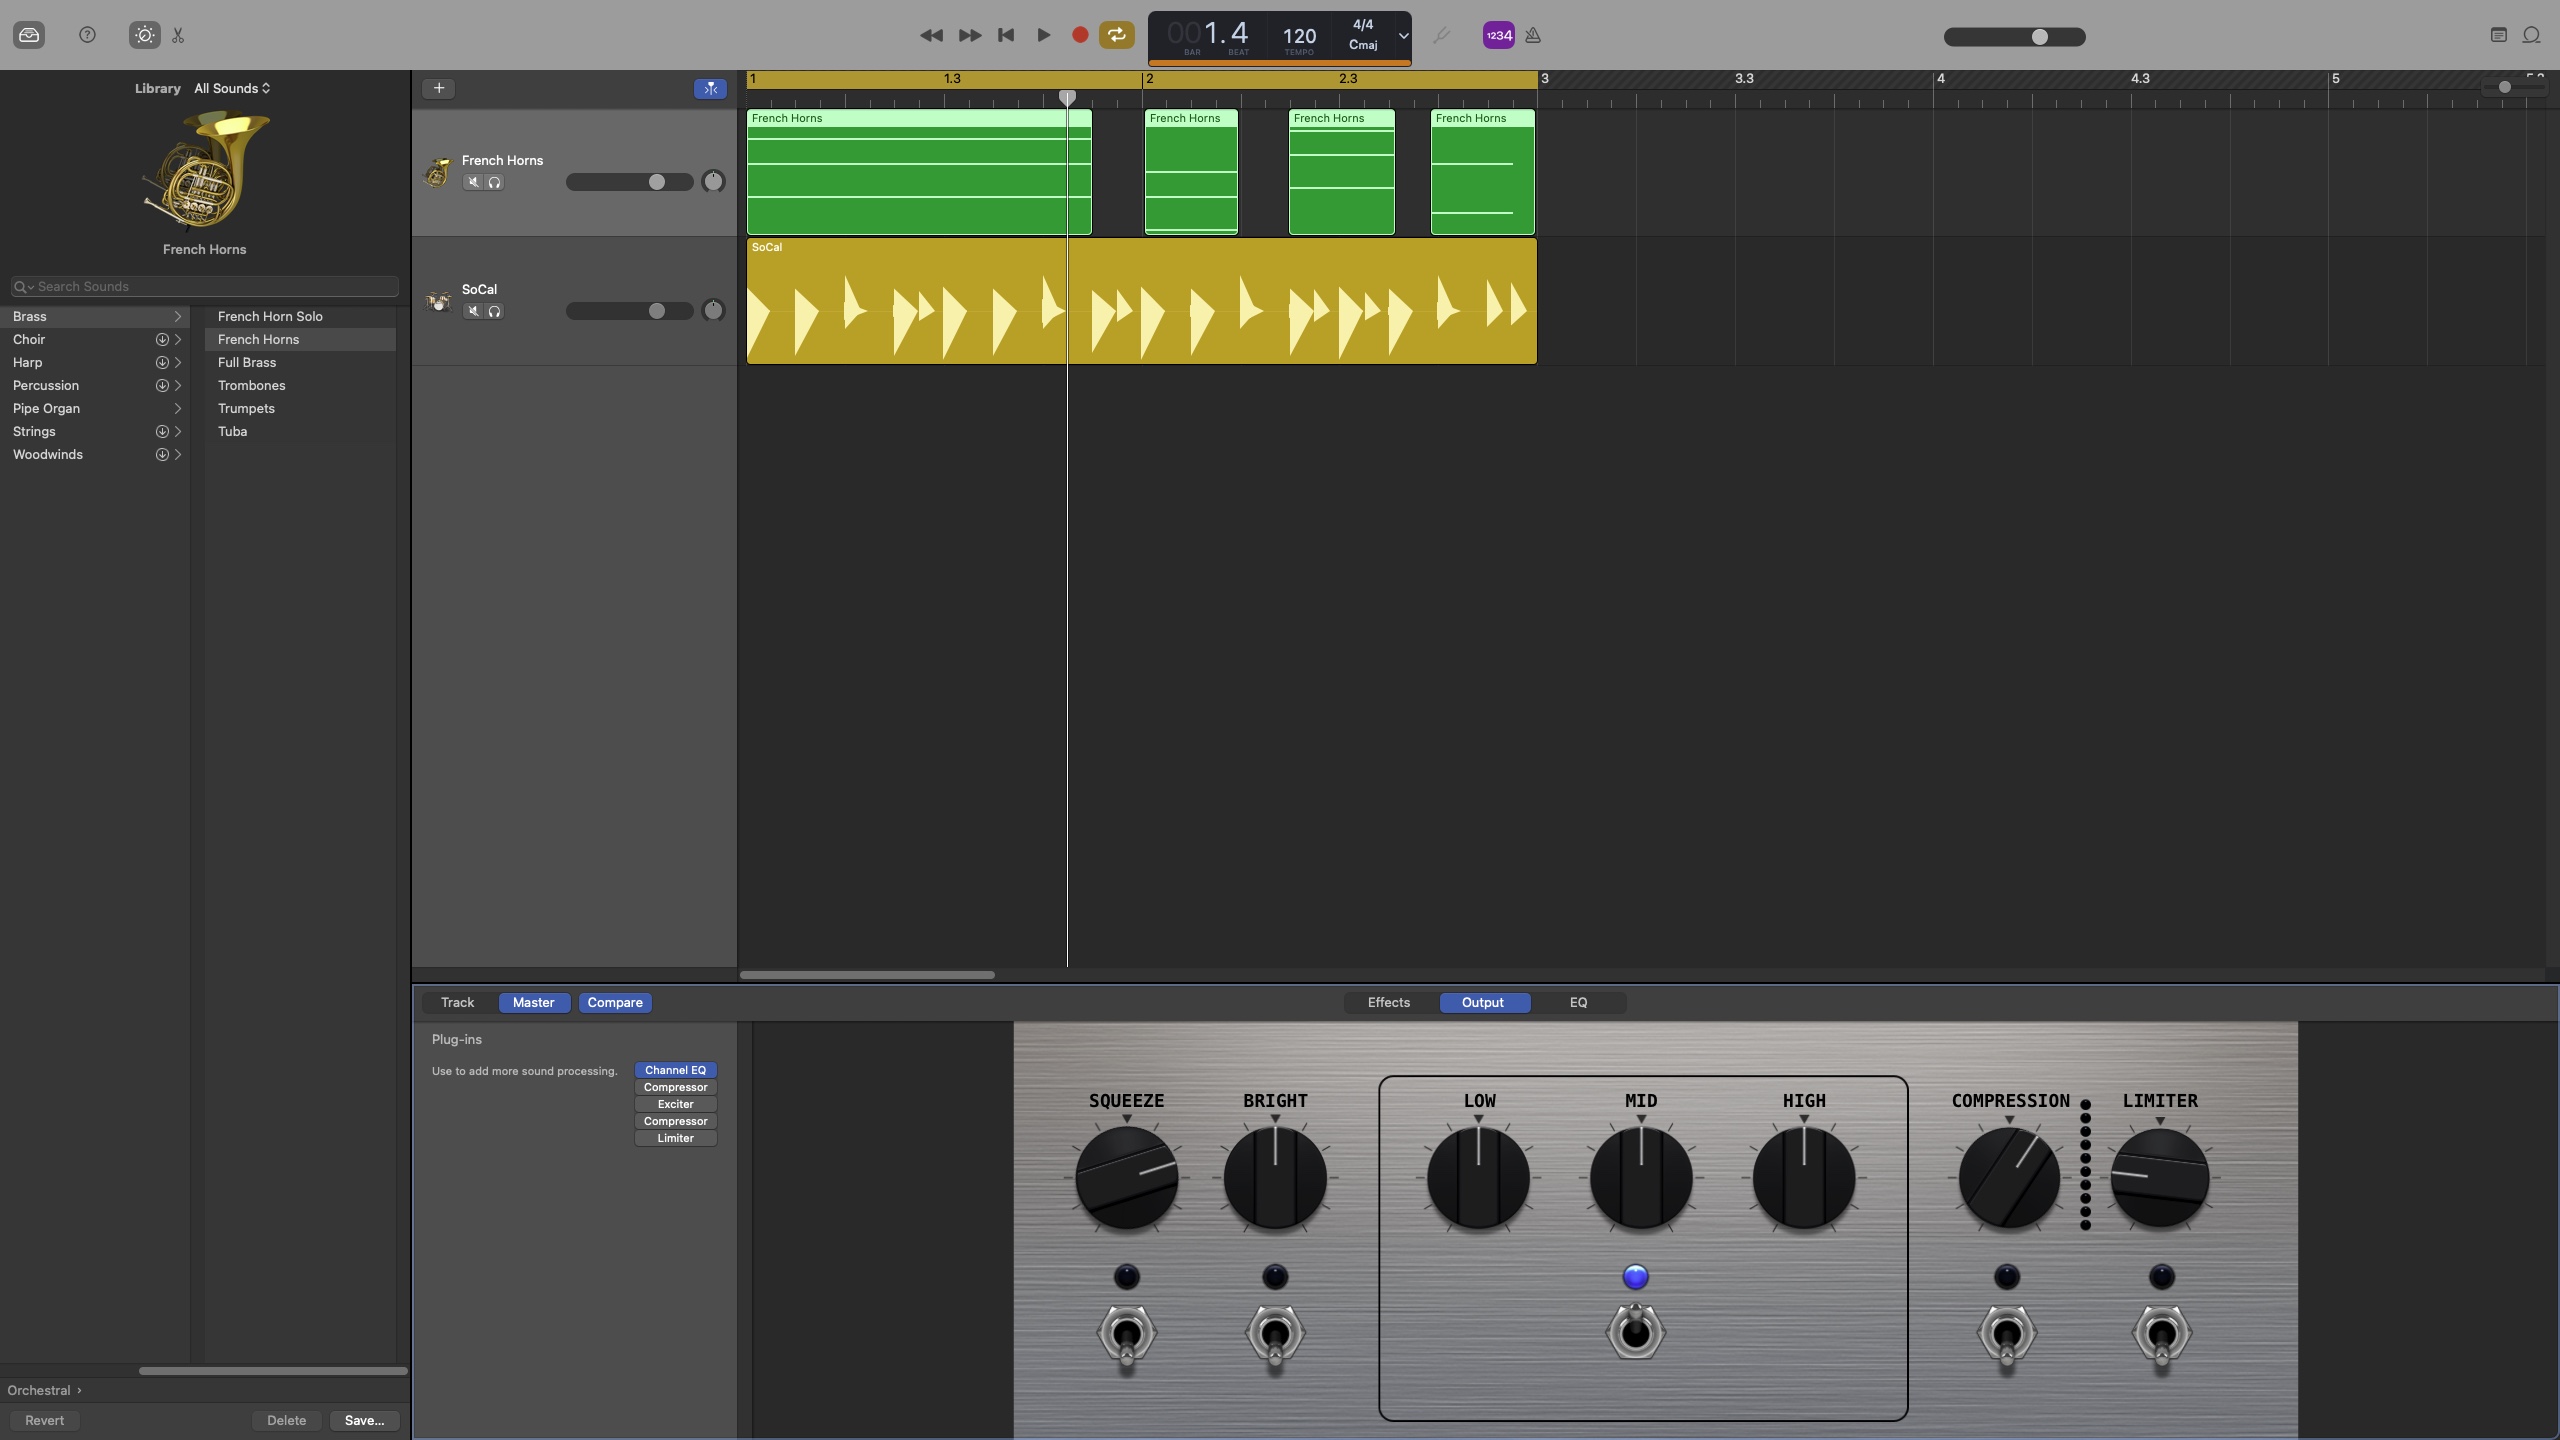 001.4
BAR BEAT
120
TEMPO
4/4
Cmaj
1234
Library All Sounds
French Horns
Search Sounds
Brass
Choir
Harp
Percussion
Pipe Organ
Strings
Woodwinds
French Horn Solo
French Horns
Full Brass
Trombones
Trumpets
Tuba
Orchestral ›
Revert Delete Save...
+
1 1.3 2 2.3 3 3.3 4 4.3 5
French Horns
SoCal
French Horns French Horns French Horns French Horns
SoCal
Track Master Compare
Effects Output EQ
Plug-ins
Use to add more sound processing.
Channel EQ
Compressor
Exciter
Compressor
Limiter
SQUEEZE BRIGHT LOW MID HIGH COMPRESSION LIMITER